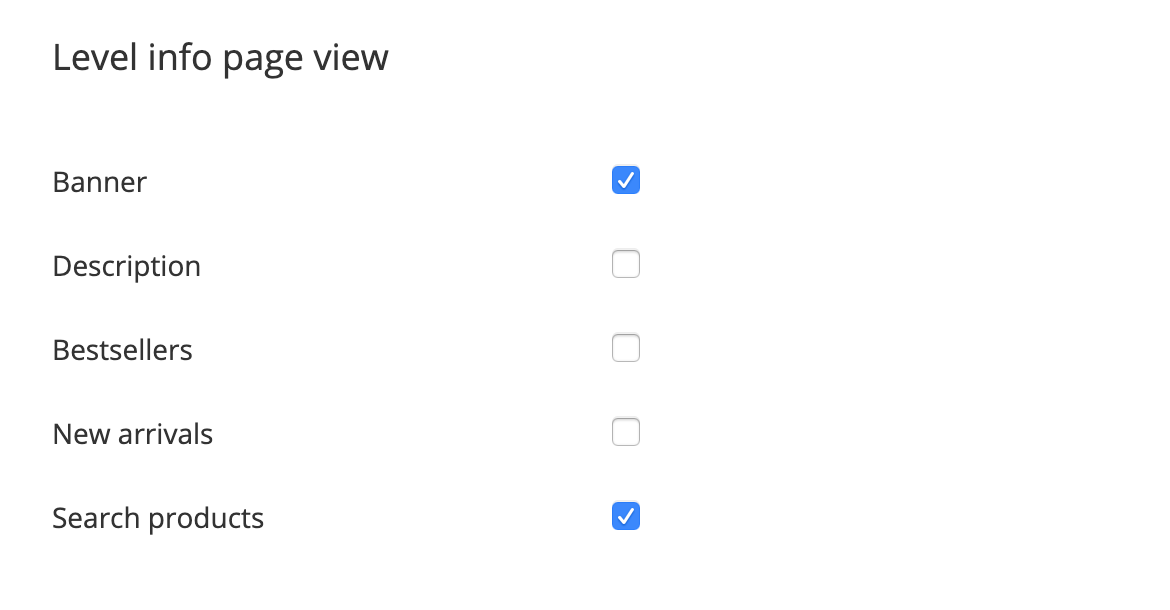 Level info page view
Banner
Description
Bestsellers
New arrivals
Search products